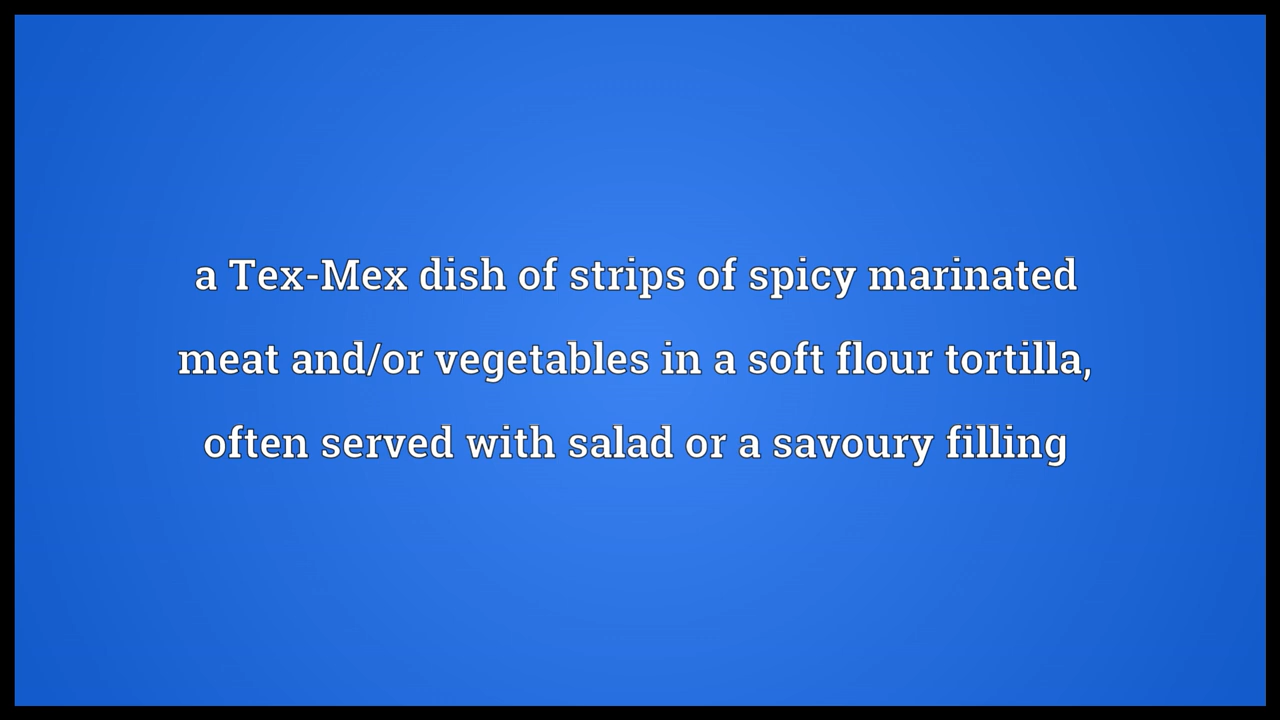 a Tex-Mex dish of strips of spicy marinated
meat and/or vegetables in a soft flour tortilla,
often served with salad or a savoury filling